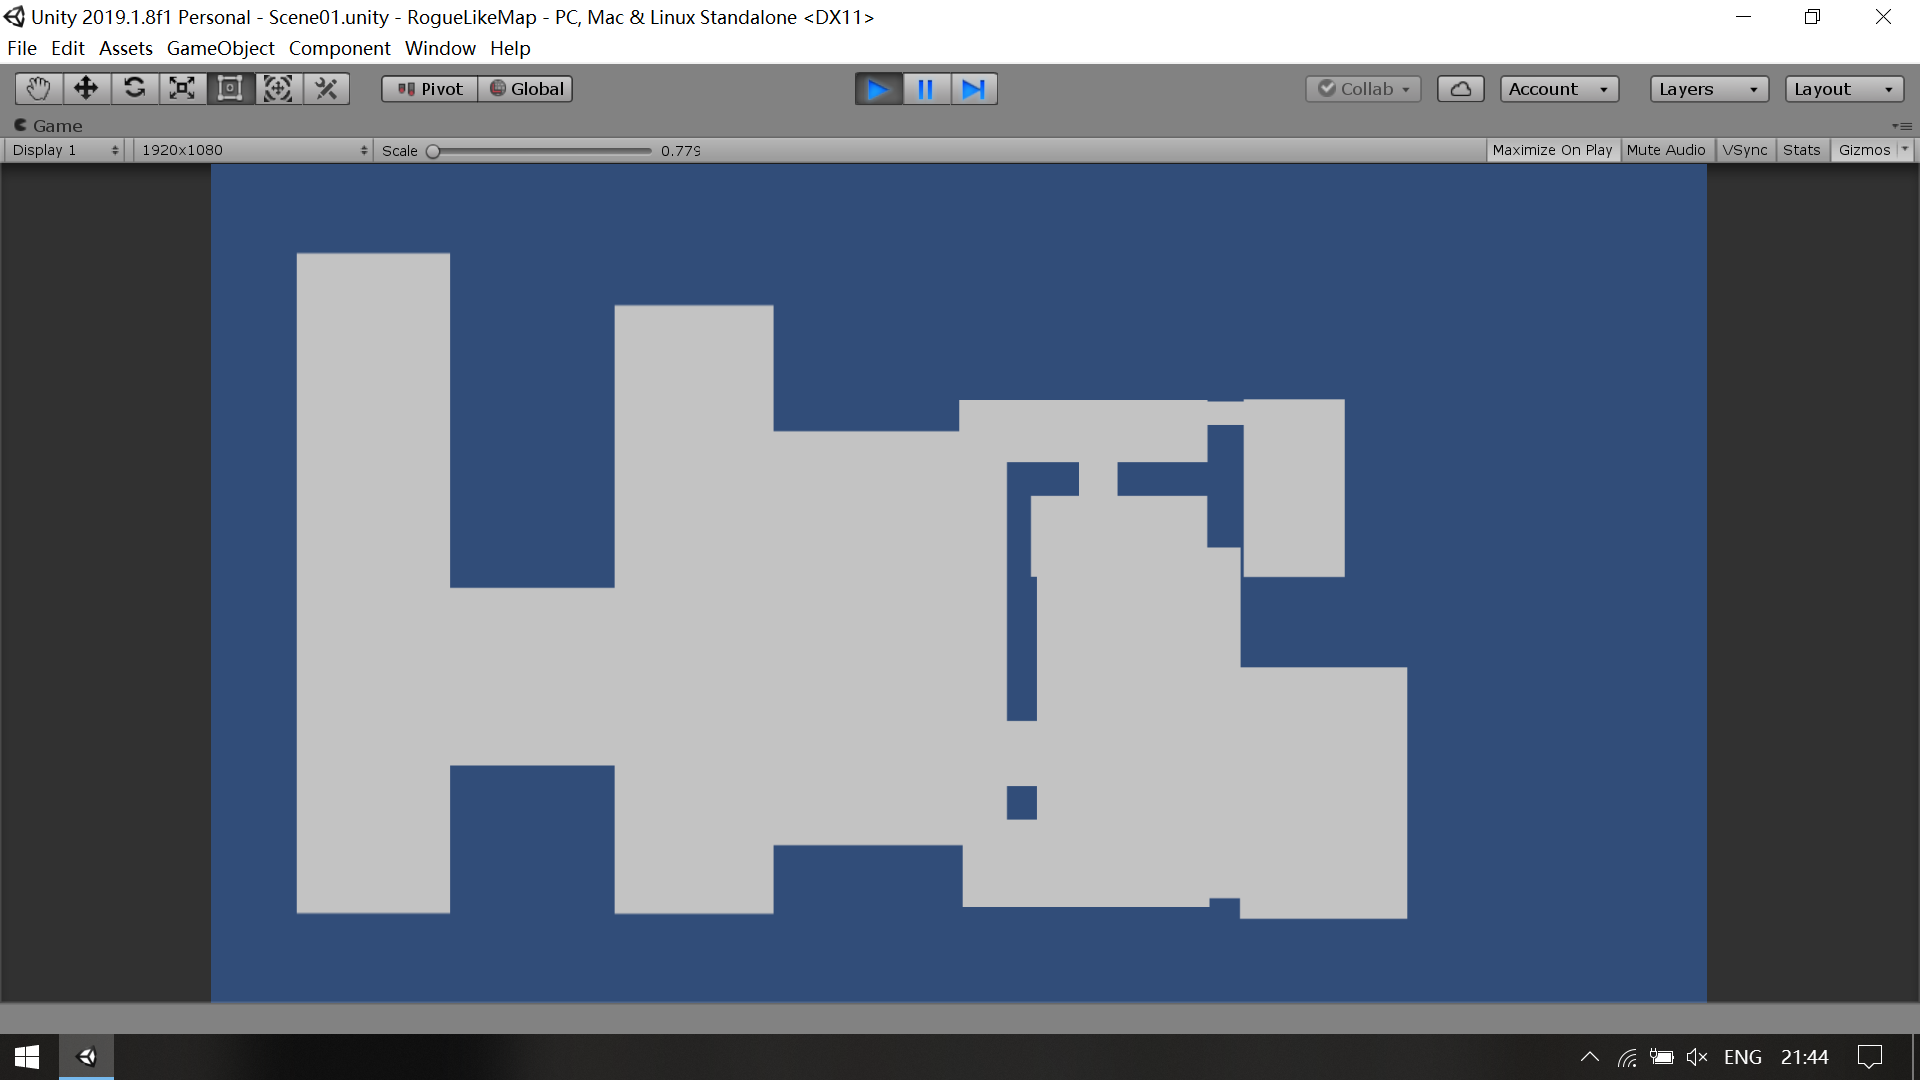 Unity 2019.1.8f1 Personal - Scene01.unity - RogueLikeMap - PC, Mac & Linux Standalone <DX11>
File Edit Assets GameObject Component Window Help
Pivot Global Collab Account Layers Layout
Game
Display 1 1920x1080 Scale 0.779 Maximize On Play Mute Audio VSync Stats Gizmos
ENG 21:44